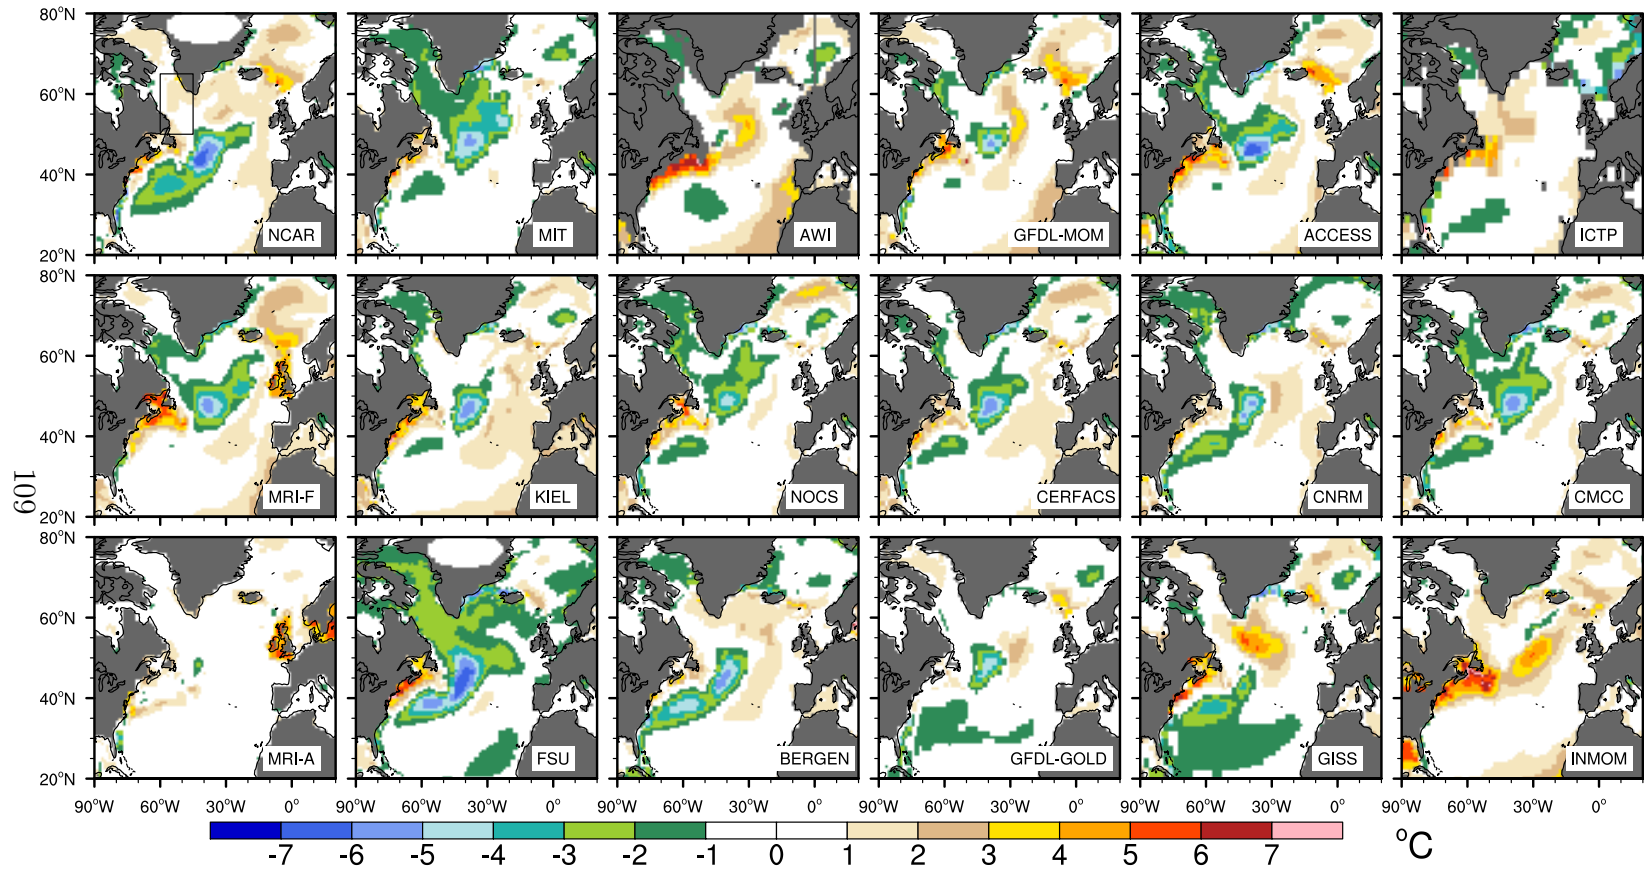 80°N
60°N
40°N
20°N
NCAR
MIT
AWI
GFDL-MOM
ACCESS
ICTP
80°N
60°N
40°N
20°N
MRI-F
KIEL
NOCS
CERFACS
CNRM
CMCC
109
80°N
60°N
40°N
20°N
MRI-A
FSU
BERGEN
GFDL-GOLD
GISS
INMOM
90°W 60°W 30°W 0° 90°W 60°W 30°W 0° 90°W 60°W 30°W 0° 90°W 60°W 30°W 0° 90°W 60°W 30°W 0° 90°W 60°W 30°W 0°
-7 -6 -5 -4 -3 -2 -1 0 1 2 3 4 5 6 7 °C